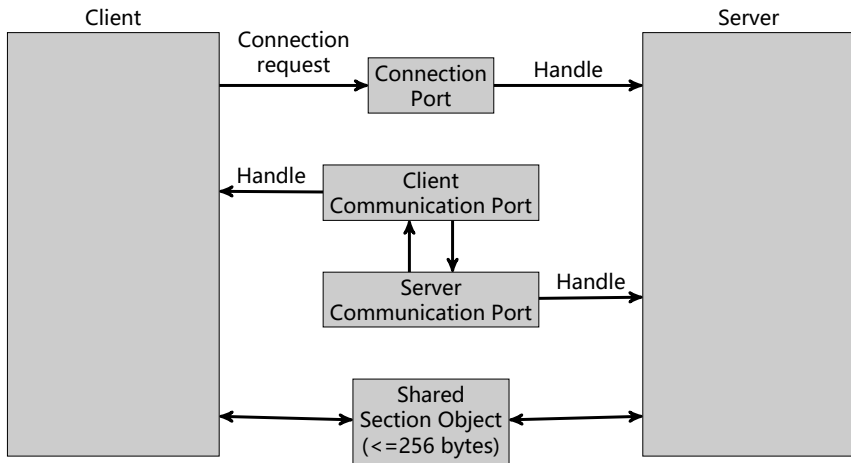 Client
Server
Connection
request
Connection
Port
Handle
Handle
Client
Communication Port
Server
Communication Port
Handle
Shared
Section Object
(<=256 bytes)